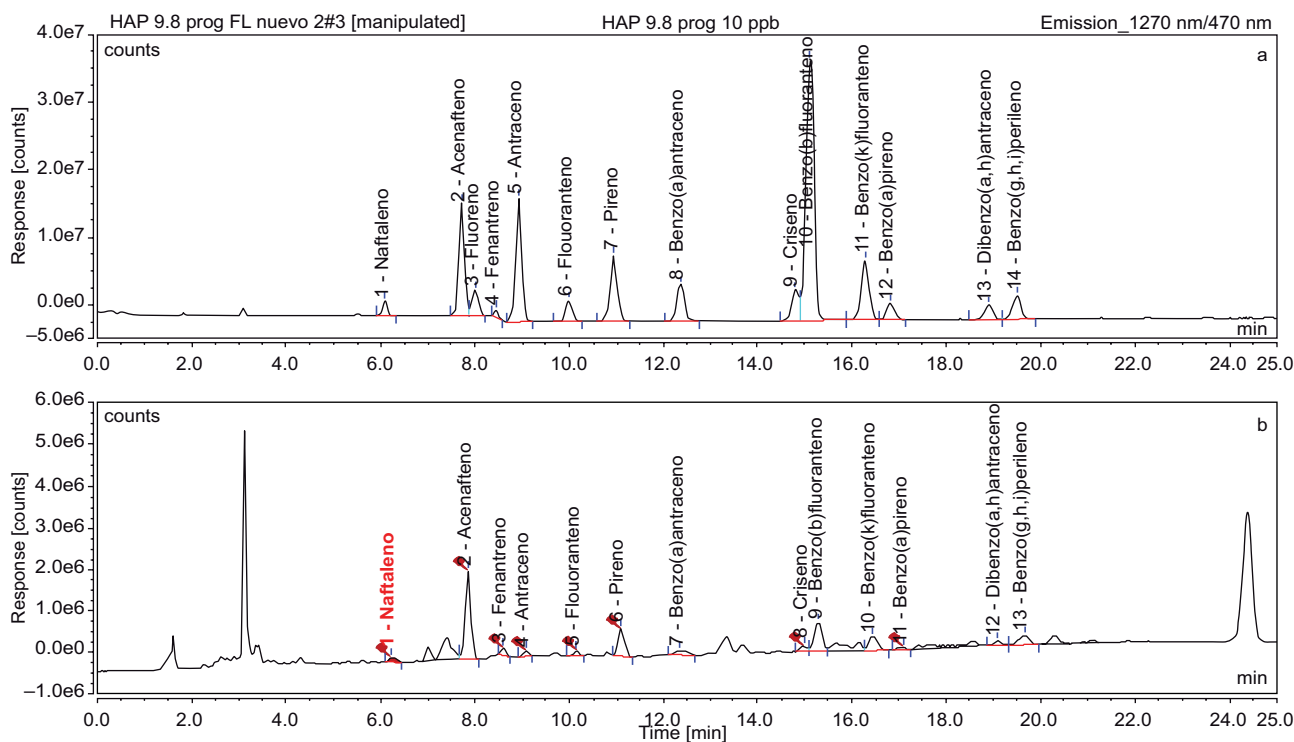 HAP 9.8 prog FL nuevo 2#3 [manipulated] HAP 9.8 prog 10 ppb Emission_1270 nm/470 nm
Response [counts]
4.0e7
3.0e7
2.0e7
1.0e7
0.0e0
–5.0e6
counts
a
1 - Naftaleno
2 - Acenafteno
3 - Fluoreno
4 - Fenantreno
5 - Antraceno
6 - Flouoranteno
7 - Pireno
8 - Benzo(a)antraceno
9 - Criseno
10 - Benzo(b)fluoranteno
11 - Benzo(k)fluoranteno
12 - Benzo(a)pireno
13 - Dibenzo(a,h)antraceno
14 - Benzo(g,h,i)perileno
min
0.0 2.0 4.0 6.0 8.0 10.0 12.0 14.0 16.0 18.0 20.0 22.0 24.0 25.0
Time [min]
Response [counts]
6.0e6
5.0e6
4.0e6
3.0e6
2.0e6
1.0e6
0.0e0
–1.0e6
counts
b
1 - Naftaleno
2 - Acenafteno
3 - Fenantreno
4 - Antraceno
5 - Flouoranteno
6 - Pireno
7 - Benzo(a)antraceno
8 - Criseno
9 - Benzo(b)fluoranteno
10 - Benzo(k)fluoranteno
11 - Benzo(a)pireno
12 - Dibenzo(a,h)antraceno
13 - Benzo(g,h,i)perileno
min
0.0 2.0 4.0 6.0 8.0 10.0 12.0 14.0 16.0 18.0 20.0 22.0 24.0 25.0
Time [min]